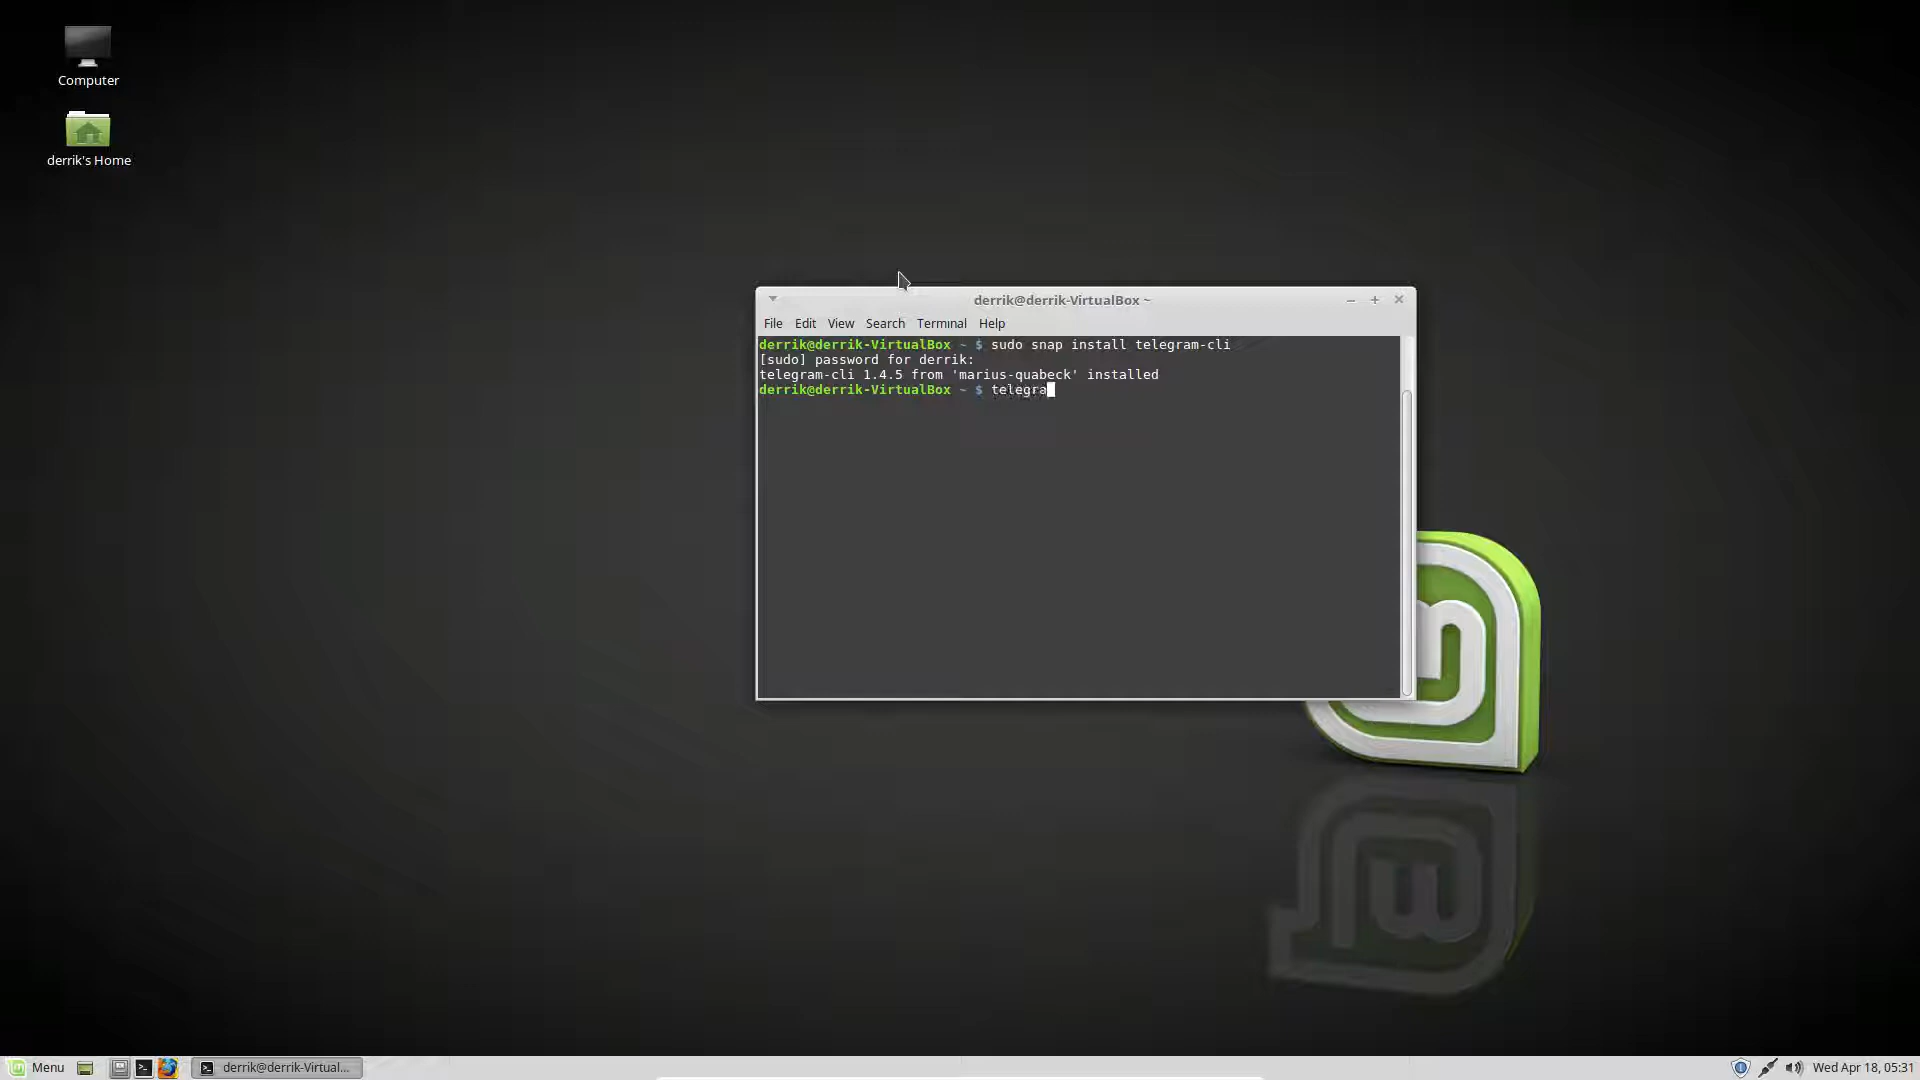 Computer
derrik's Home
derrik@derrik-VirtualBox ~
File Edit View Search Terminal Help
derrik@derrik-VirtualBox ~ $ sudo snap install telegram-cli
[sudo] password for derrik:
telegram-cli 1.4.5 from 'marius-quabeck' installed
derrik@derrik-VirtualBox ~ $ telegra
Menu
derrik@derrik-Virtual...
Wed Apr 18, 05:31